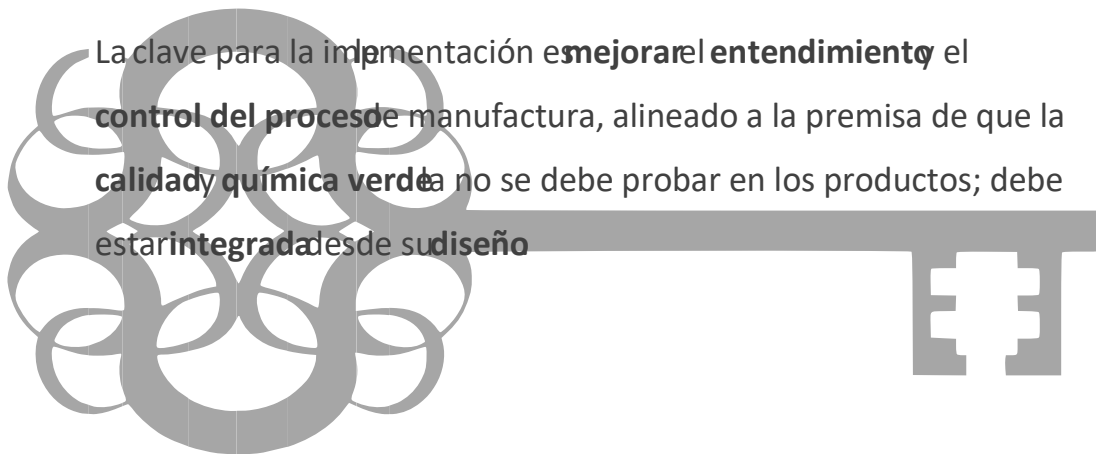 La clave para la implementación es mejorar el entendimiento y el
control del proceso de manufactura, alineado a la premisa de que la
calidad y química verde la no se debe probar en los productos; debe
estar integrada desde su diseño